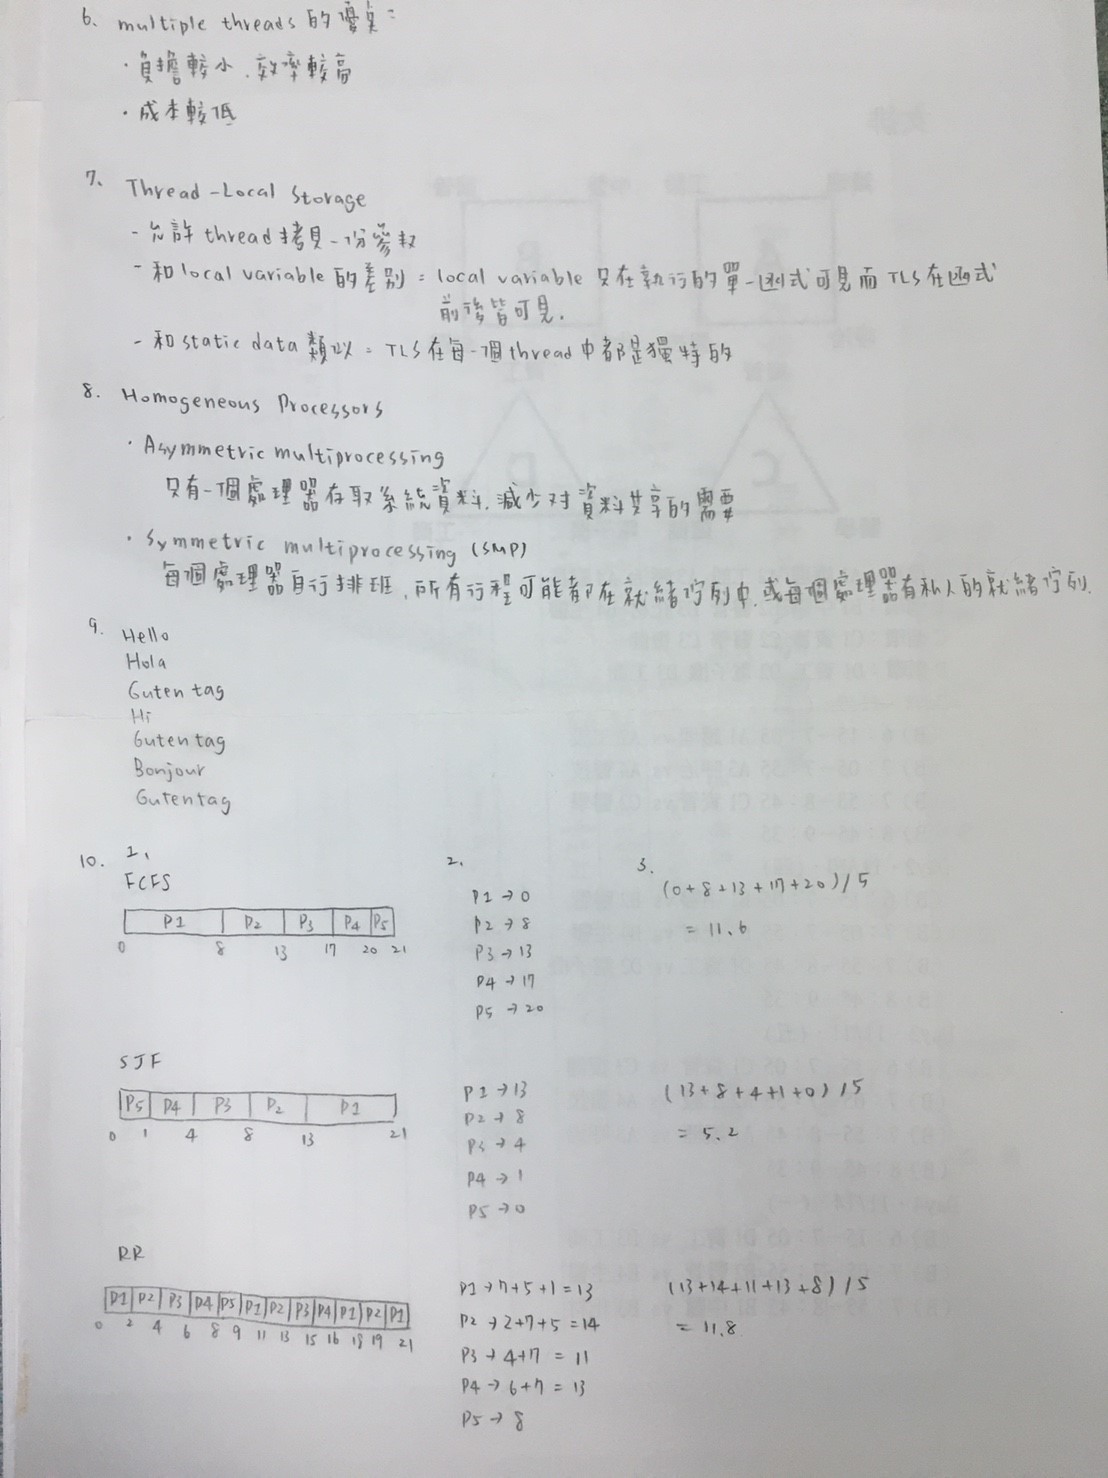 6、 multiple threads 的優點:
· 負擔較小、效率較高
· 成本較低
7、 Thread-Local Storage
- 允許 thread 拷貝一份參數
- 和 local variable 的差別 = local variable 只在執行的單一函式可見而 TLS 在函式
前後皆可見.
- 和 static data 類似 = TLS 在每一個 thread 中都是獨特的
8. Homogeneous Processors
· Asymmetric multiprocessing
只有一個處理器存取系統資料, 減少对資料共享的需要
· Symmetric multiprocessing (SMP)
每個處理器自行排班, 所有行程可能都在就緒佇列中, 或每個處理器有私人的就緒佇列.
9. Hello
Hola
Guten tag
Hi
Guten tag
Bonjour
Guten tag
10. 1、 2、 3、
FCFS
P1 P2 P3 P4 P5
0 8 13 17 20 21
P1 → 0
P2 → 8
P3 → 13
P4 → 17
P5 → 20
(0+8+13+17+20)/5
= 11.6
SJF
P5 P4 P3 P2 P1
0 1 4 8 13 21
P1 → 13
P2 → 8
P3 → 4
P4 → 1
P5 → 0
(13+8+4+1+0)/5
= 5.2
RR
P1 P2 P3 P4 P5 P1 P2 P3 P4 P1 P2 P1
0 2 4 6 8 9 11 13 15 16 18 19 21
P1 → 7+5+1 = 13
P2 → 2+7+5 = 14
P3 → 4+7 = 11
P4 → 6+7 = 13
P5 → 8
(13+14+11+13+8)/5
= 11.8